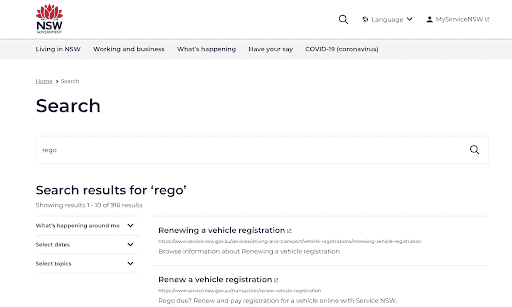 NSW
GOVERNMENT
Language
MyServiceNSW
Living in NSW
Working and business
What's happening
Have your say
COVID-19 (coronavirus)
Home > Search
Search
rego
Search results for ‘rego’
Showing results 1 - 10 of 916 results
What's happening around me
Select dates
Select topics
Renewing a vehicle registration
https://www.service.nsw.gov.au/services/driving-and-transport/vehicle-registrations/renewing-vehicle-registration
Browse information about Renewing a vehicle registration.
Renew a vehicle registration
https://www.service.nsw.gov.au/transaction/renew-vehicle-registration
Rego due? Renew and pay registration for a vehicle online with Service NSW.